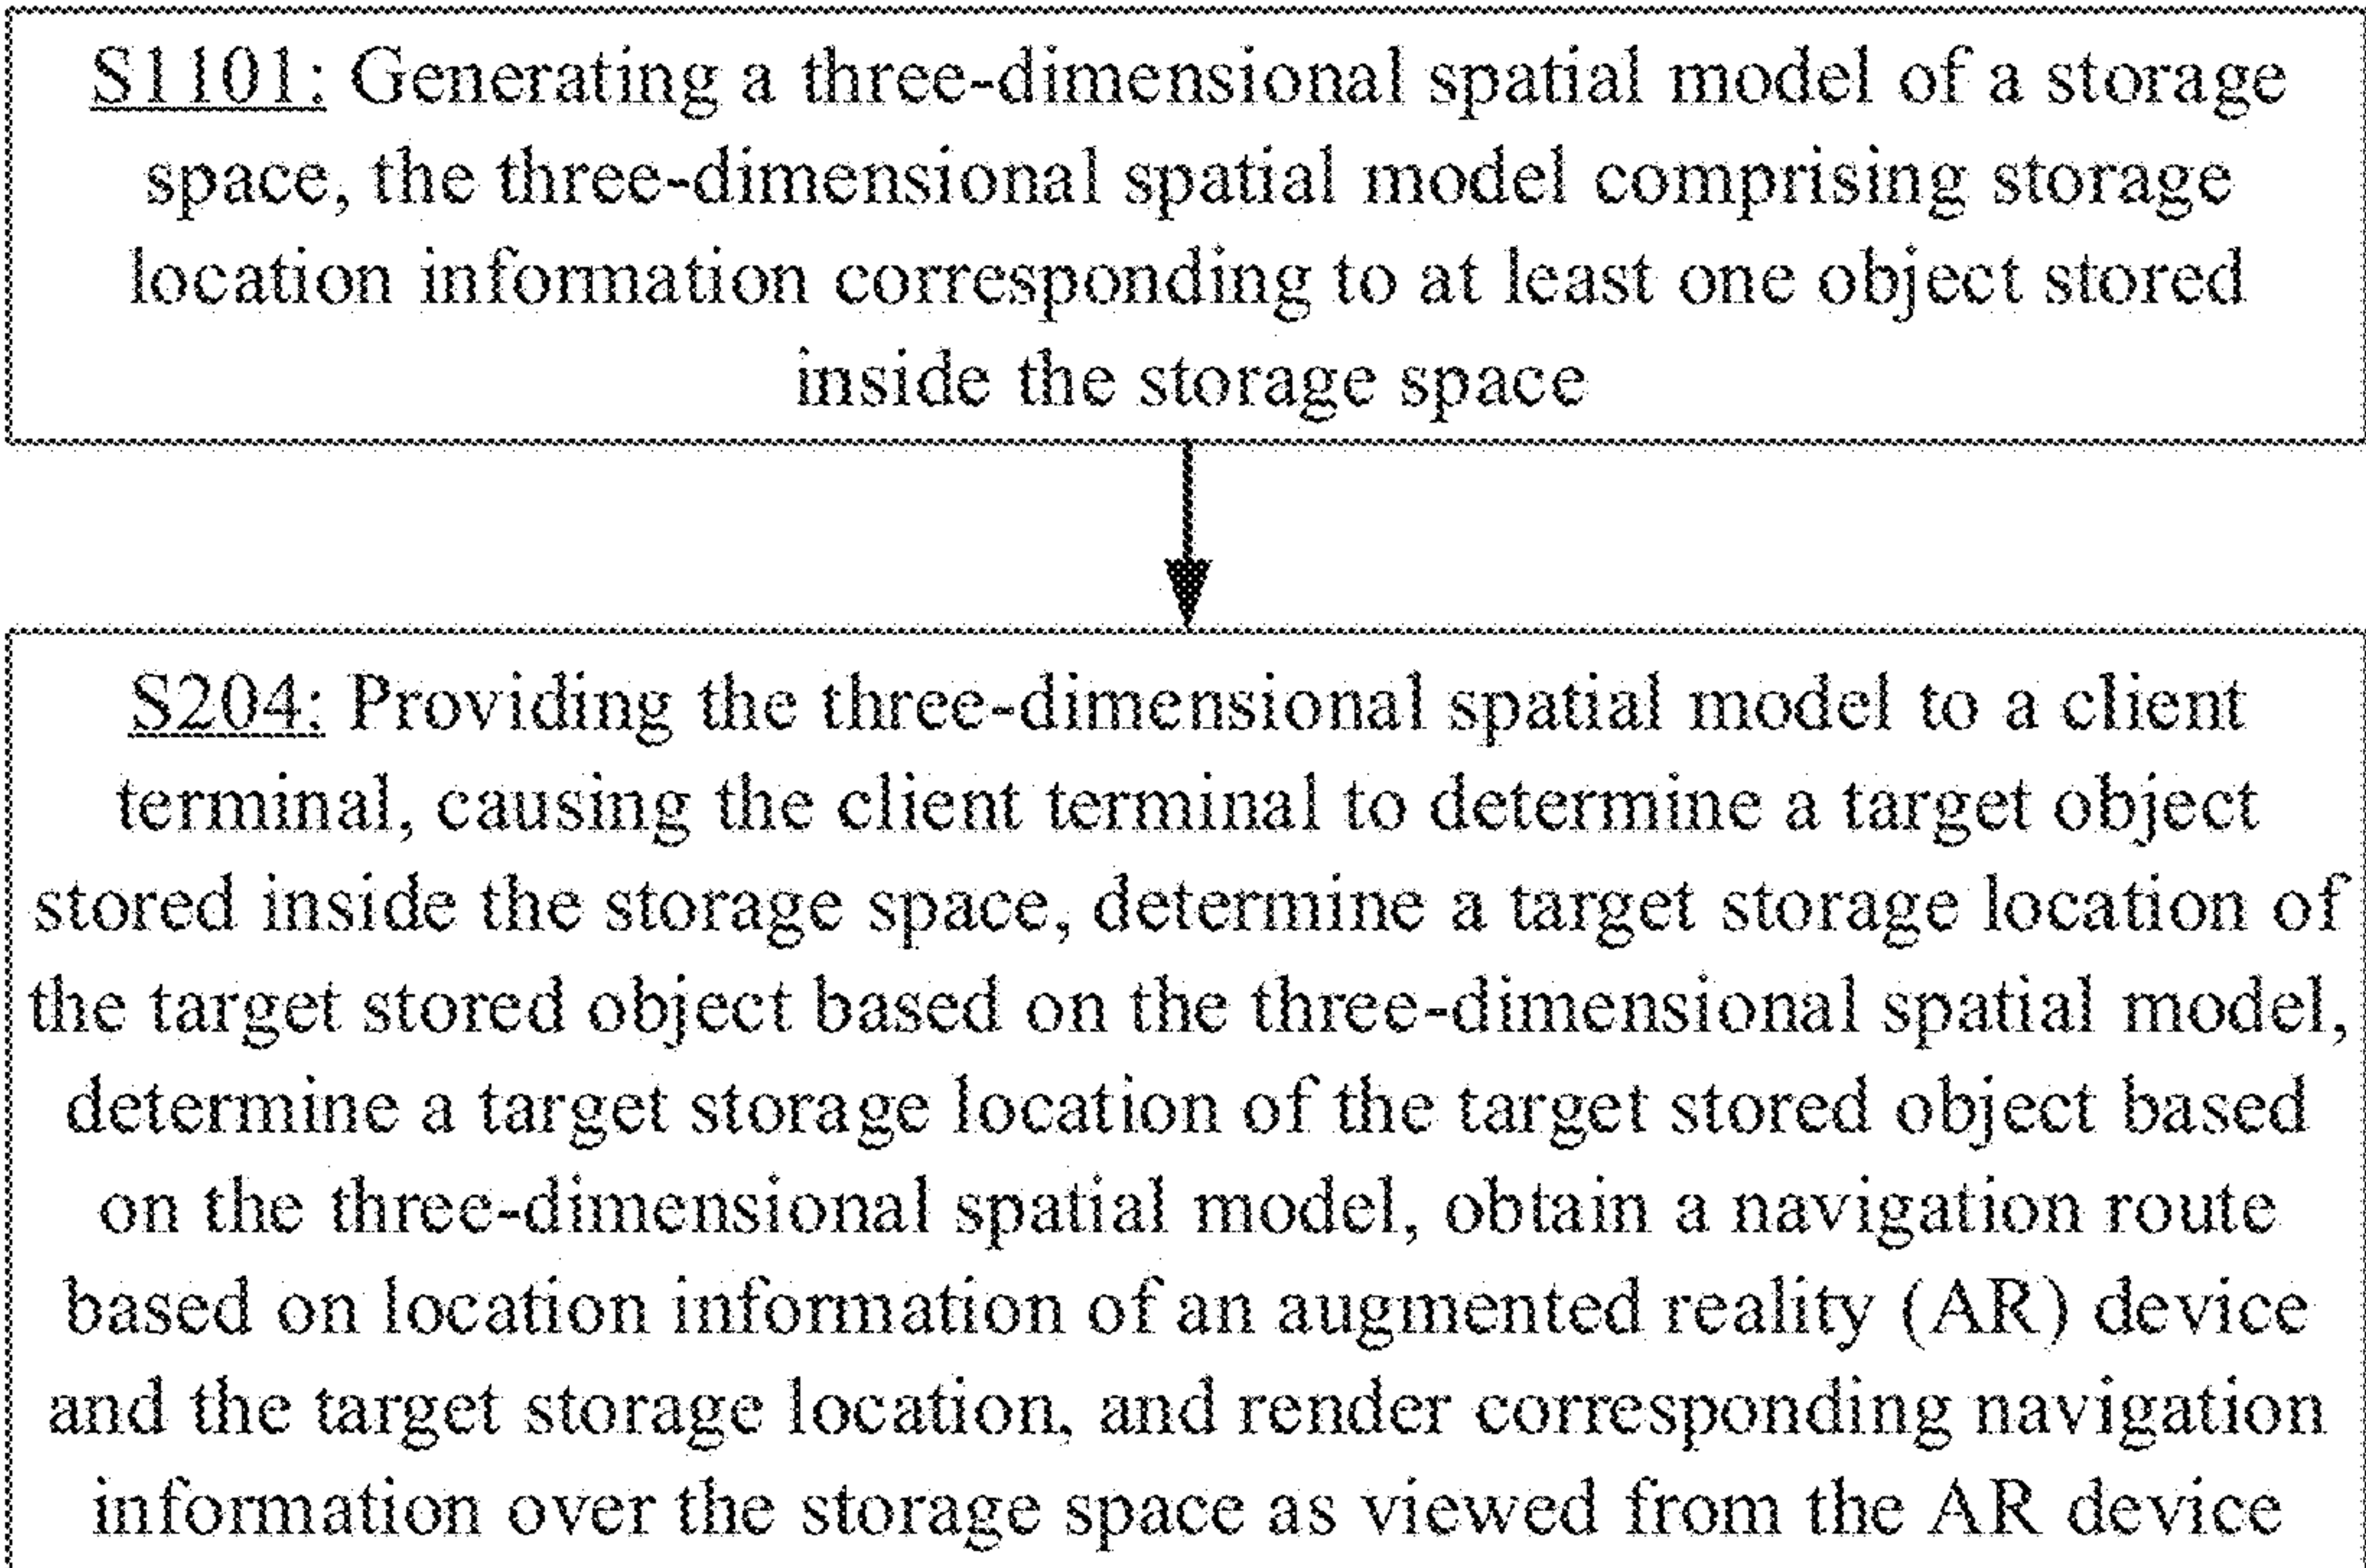 S1101: Generating a three-dimensional spatial model of a storage
space, the three-dimensional spatial model comprising storage
location information corresponding to at least one object stored
inside the storage space
S204: Providing the three-dimensional spatial model to a client
terminal, causing the client terminal to determine a target object
stored inside the storage space, determine a target storage location of
the target stored object based on the three-dimensional spatial model,
determine a target storage location of the target stored object based
on the three-dimensional spatial model, obtain a navigation route
based on location information of an augmented reality (AR) device
and the target storage location, and render corresponding navigation
information over the storage space as viewed from the AR device